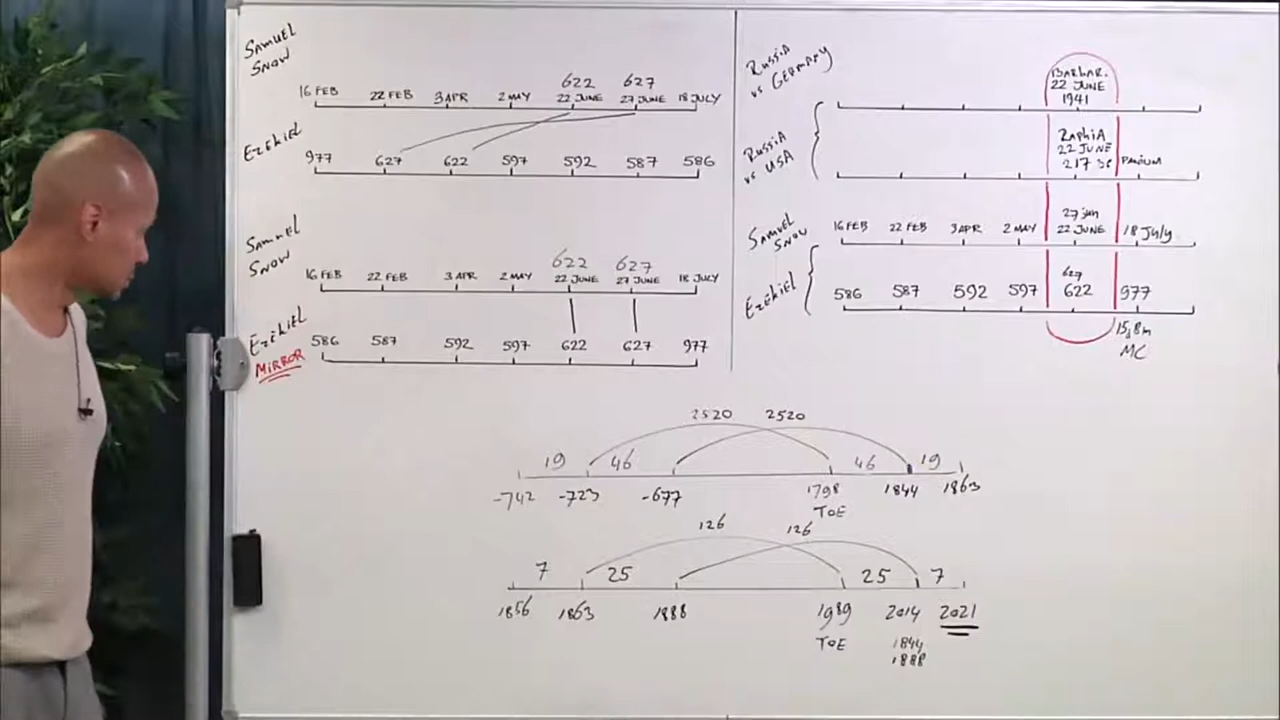 SAMUEL
SNOW
622 627
16 FEB 22 FEB 3 APR 2 MAY 22 JUNE 27 JUNE 18 JULY
EZEKIEL
977 627 622 597 592 587 586
SAMUEL
SNOW
622 627
16 FEB 22 FEB 3 APR 2 MAY 22 JUNE 27 JUNE 18 JULY
EZEKIEL
MIRROR
586 587 592 597 622 627 977
RUSSIA
vs GERMANY
BARBAR.
22 JUNE
1941
RUSSIA
vs USA
RAPHIA
22 JUNE
217
PANIUM
SAMUEL
SNOW
27 jun
16 FEB 22 FEB 3 APR 2 MAY 22 JUNE 18 July
EZEKIEL
627
586 587 592 597 622 977
MC
2520 2520
19 46 46 19
-742 -723 -677 1798 1844 1863
TOE
126 126
7 25 25 7
1856 1863 1888 1989 2014 2021
TOE 1844
1888